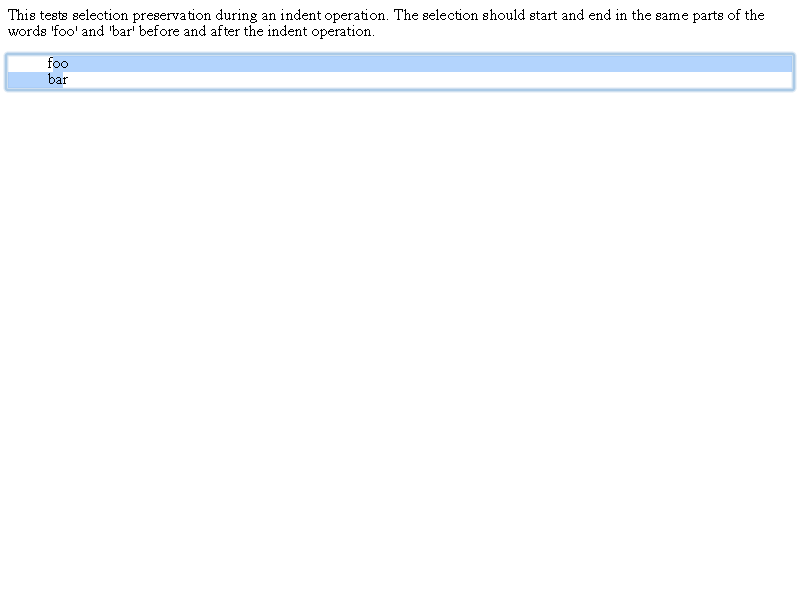 This tests selection preservation during an indent operation. The selection should start and end in the same parts of the
words 'foo' and 'bar' before and after the indent operation.
foo
bar